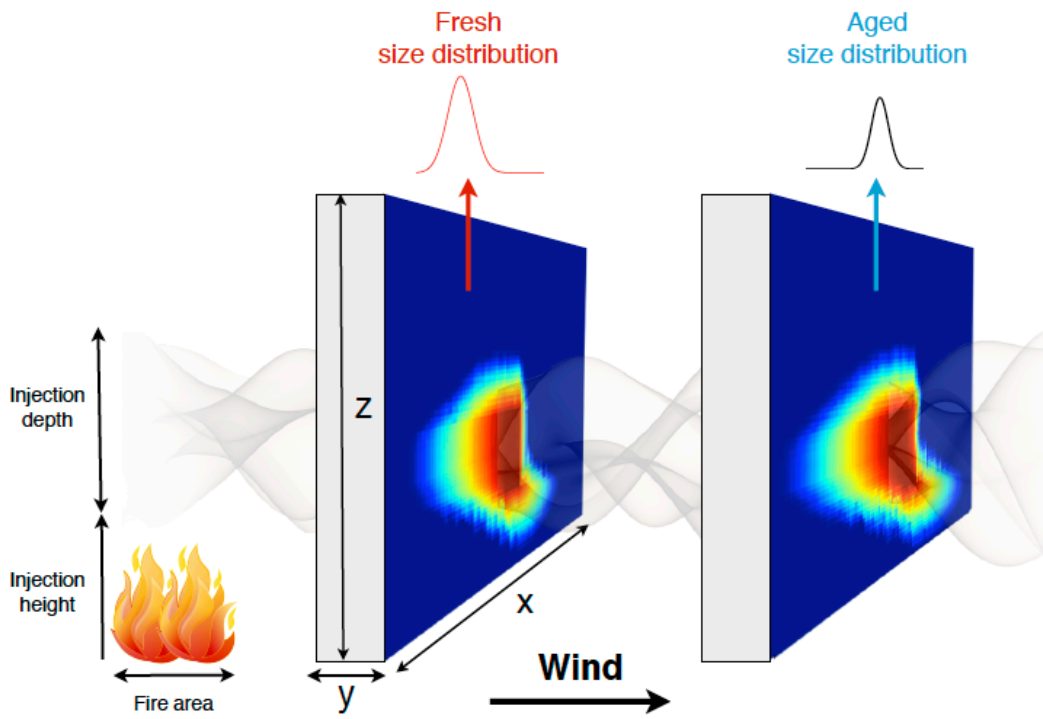 Fresh
size distribution
Aged
size distribution
Injection
depth
z
Injection
height
x
Wind
y
Fire area